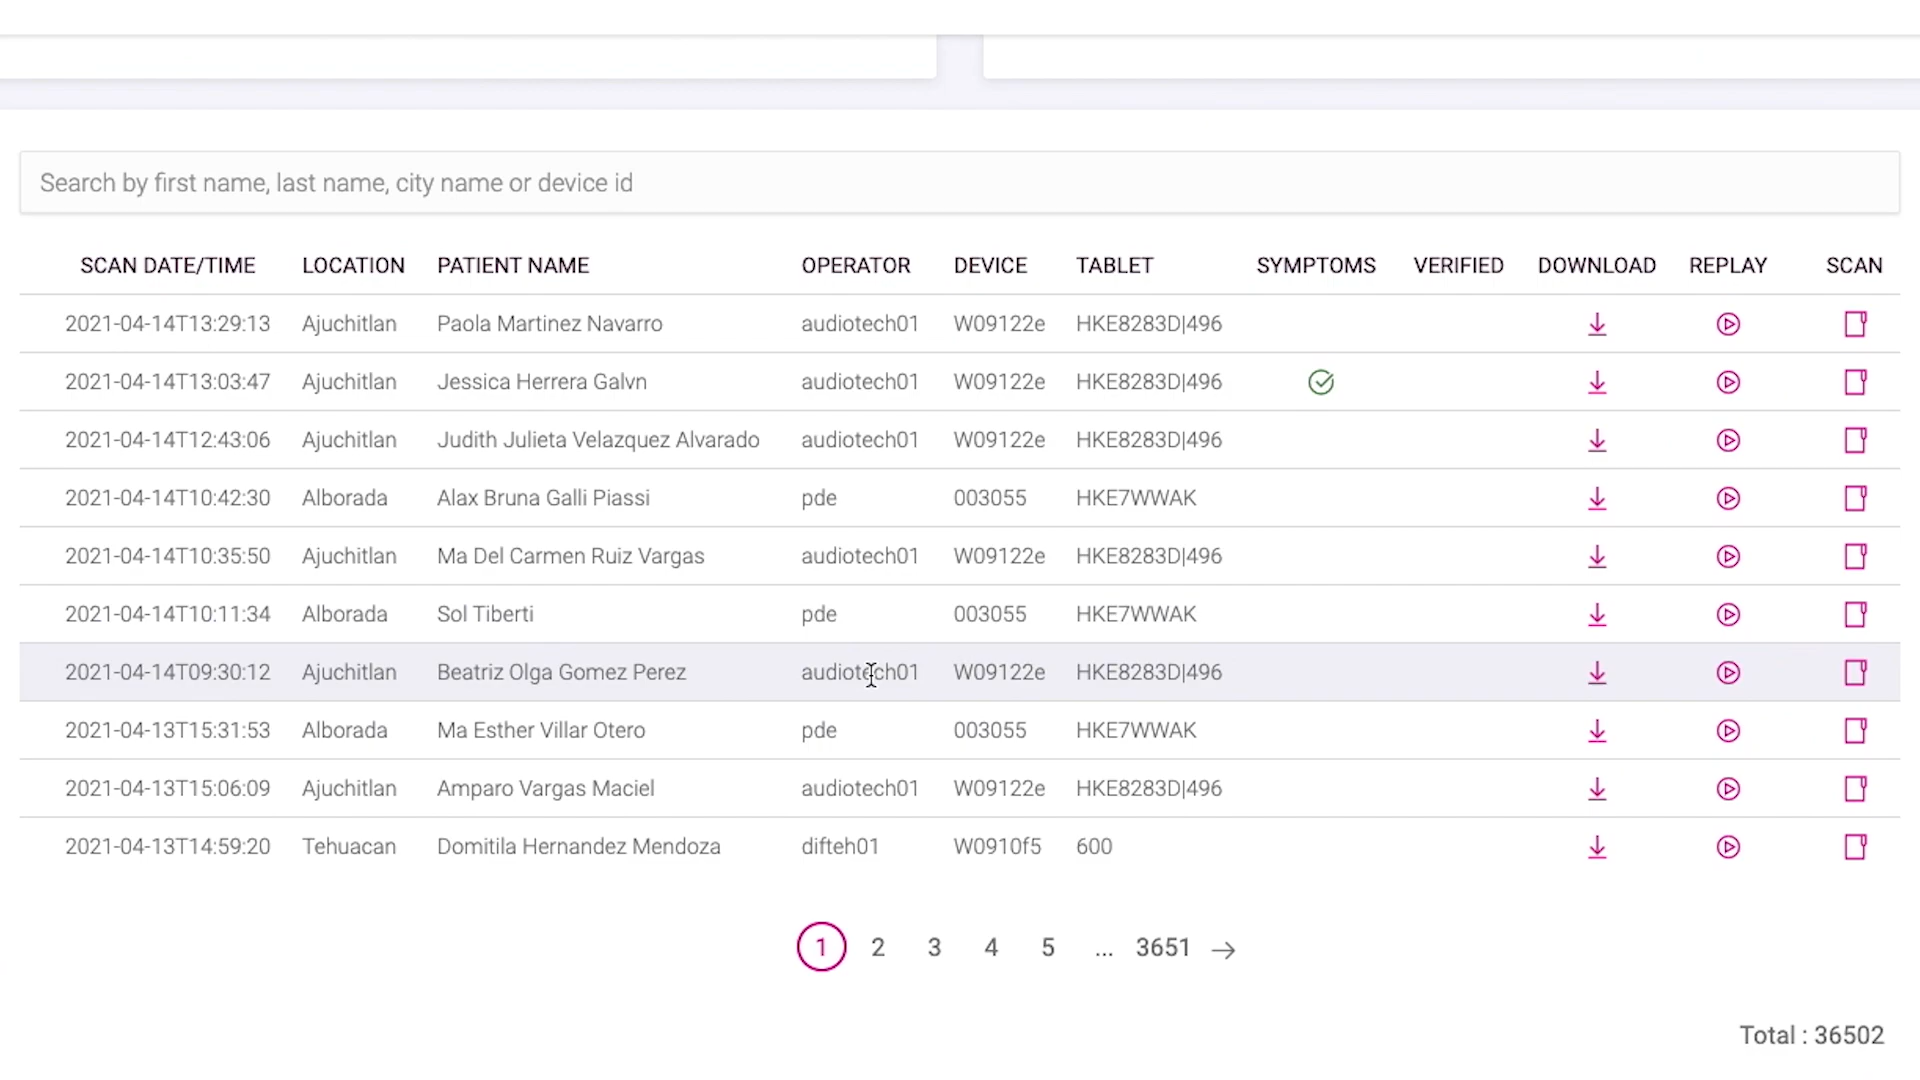 Search by first name, last name, city name or device id
SCAN DATE/TIME LOCATION PATIENT NAME OPERATOR DEVICE TABLET SYMPTOMS VERIFIED DOWNLOAD REPLAY SCAN
2021-04-14T13:29:13 Ajuchitlan Paola Martinez Navarro audiotech01 W09122e HKE8283D|496
2021-04-14T13:03:47 Ajuchitlan Jessica Herrera Galvn audiotech01 W09122e HKE8283D|496
2021-04-14T12:43:06 Ajuchitlan Judith Julieta Velazquez Alvarado audiotech01 W09122e HKE8283D|496
2021-04-14T10:42:30 Alborada Alax Bruna Galli Piassi pde 003055 HKE7WWAK
2021-04-14T10:35:50 Ajuchitlan Ma Del Carmen Ruiz Vargas audiotech01 W09122e HKE8283D|496
2021-04-14T10:11:34 Alborada Sol Tiberti pde 003055 HKE7WWAK
2021-04-14T09:30:12 Ajuchitlan Beatriz Olga Gomez Perez audiotech01 W09122e HKE8283D|496
2021-04-13T15:31:53 Alborada Ma Esther Villar Otero pde 003055 HKE7WWAK
2021-04-13T15:06:09 Ajuchitlan Amparo Vargas Maciel audiotech01 W09122e HKE8283D|496
2021-04-13T14:59:20 Tehuacan Domitila Hernandez Mendoza difteh01 W0910f5 600
1 2 3 4 5 ... 3651
Total : 36502